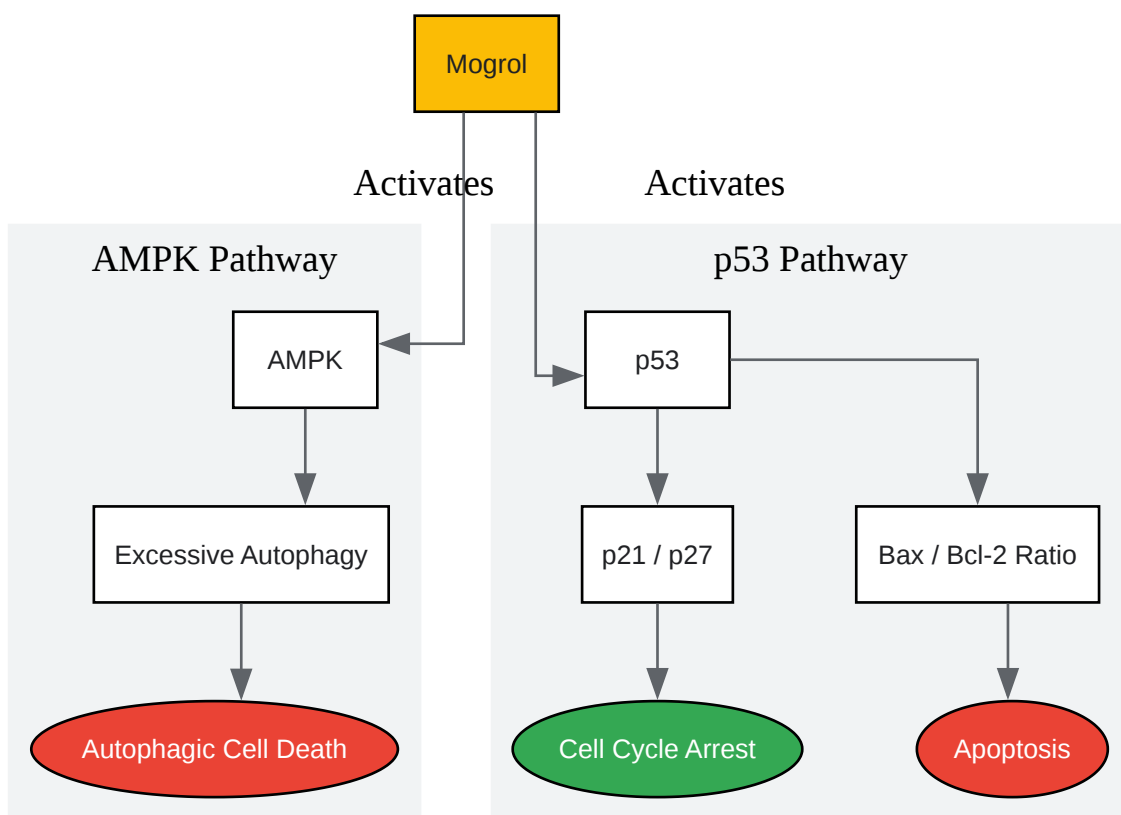 Mogrol
Activates
Activates
AMPK Pathway
p53 Pathway
AMPK
p53
Excessive Autophagy
p21 / p27
Bax / Bcl-2 Ratio
Autophagic Cell Death
Cell Cycle Arrest
Apoptosis